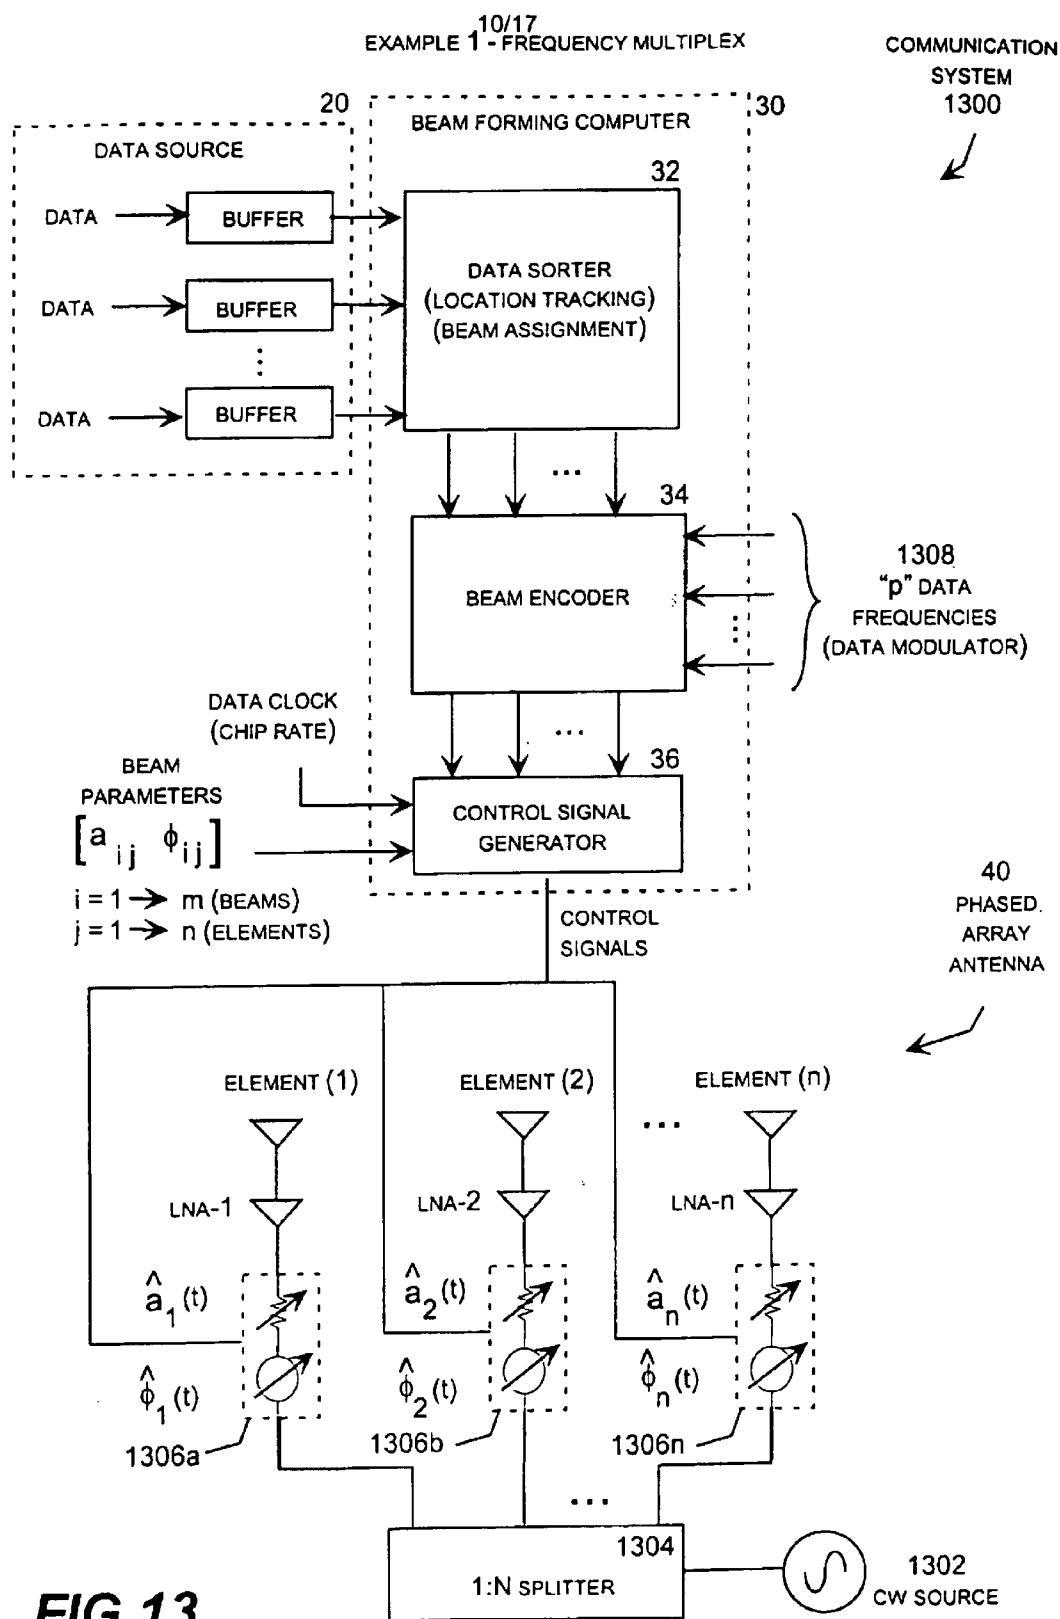 10/17
EXAMPLE 1 - FREQUENCY MULTIPLEX
COMMUNICATION
SYSTEM
1300
20
30
BEAM FORMING COMPUTER
DATA SOURCE
32
DATA
BUFFER
DATA
BUFFER
DATA
BUFFER
DATA SORTER
(LOCATION TRACKING)
(BEAM ASSIGNMENT)
...
34
BEAM ENCODER
1308
"p" DATA
FREQUENCIES
(DATA MODULATOR)
DATA CLOCK
(CHIP RATE)
...
36
BEAM
PARAMETERS
[a ij ϕ ij]
i = 1 → m (BEAMS)
j = 1 → n (ELEMENTS)
CONTROL SIGNAL
GENERATOR
CONTROL
SIGNALS
40
PHASED.
ARRAY
ANTENNA
ELEMENT (1)
ELEMENT (2)
ELEMENT (n)
...
LNA-1
LNA-2
LNA-n
â1(t)
â2(t)
ân(t)
ϕ̂1(t)
ϕ̂2(t)
ϕ̂n(t)
1306a
1306b
1306n
...
1304
1:N SPLITTER
1302
CW SOURCE
FIG 13